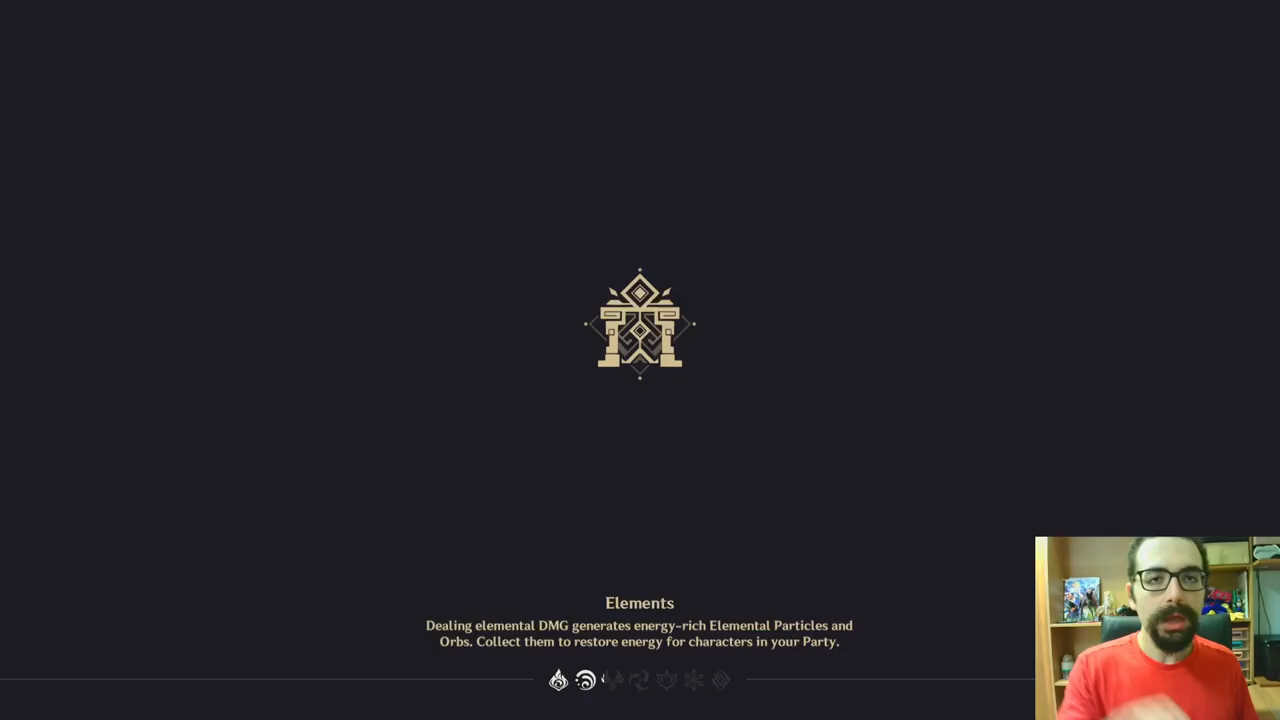 Elements
Dealing elemental DMG generates energy-rich Elemental Particles and
Orbs. Collect them to restore energy for characters in your Party.